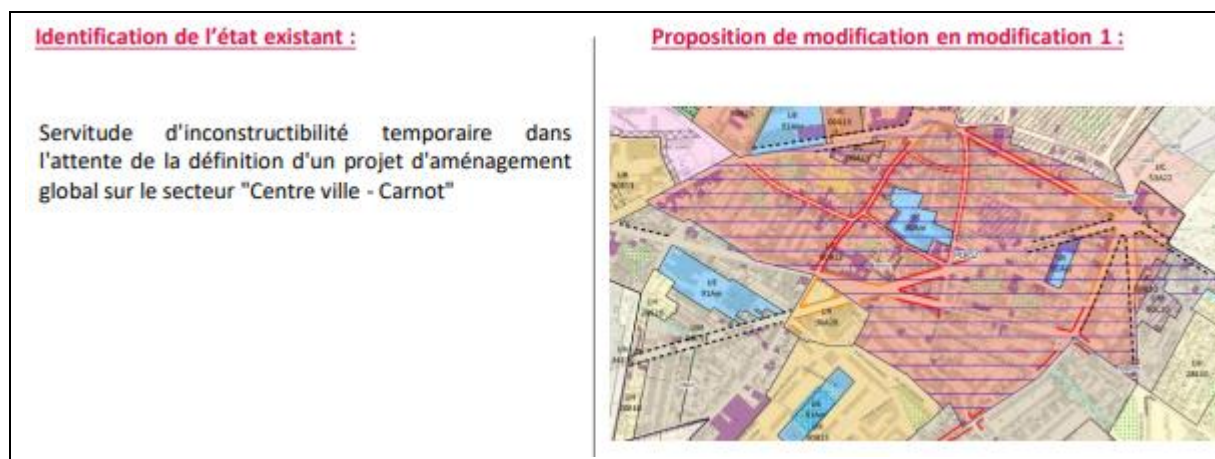 Identification de l'état existant :
Proposition de modification en modification 1 :
Servitude d'inconstructibilité temporaire dans
l'attente de la définition d'un projet d'aménagement
global sur le secteur "Centre ville - Carnot"